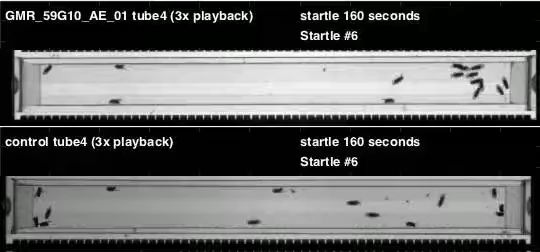 GMR_59G10_AE_01 tube4 (3x playback)
startle 160 seconds
Startle #6
control tube4 (3x playback)
startle 160 seconds
Startle #6